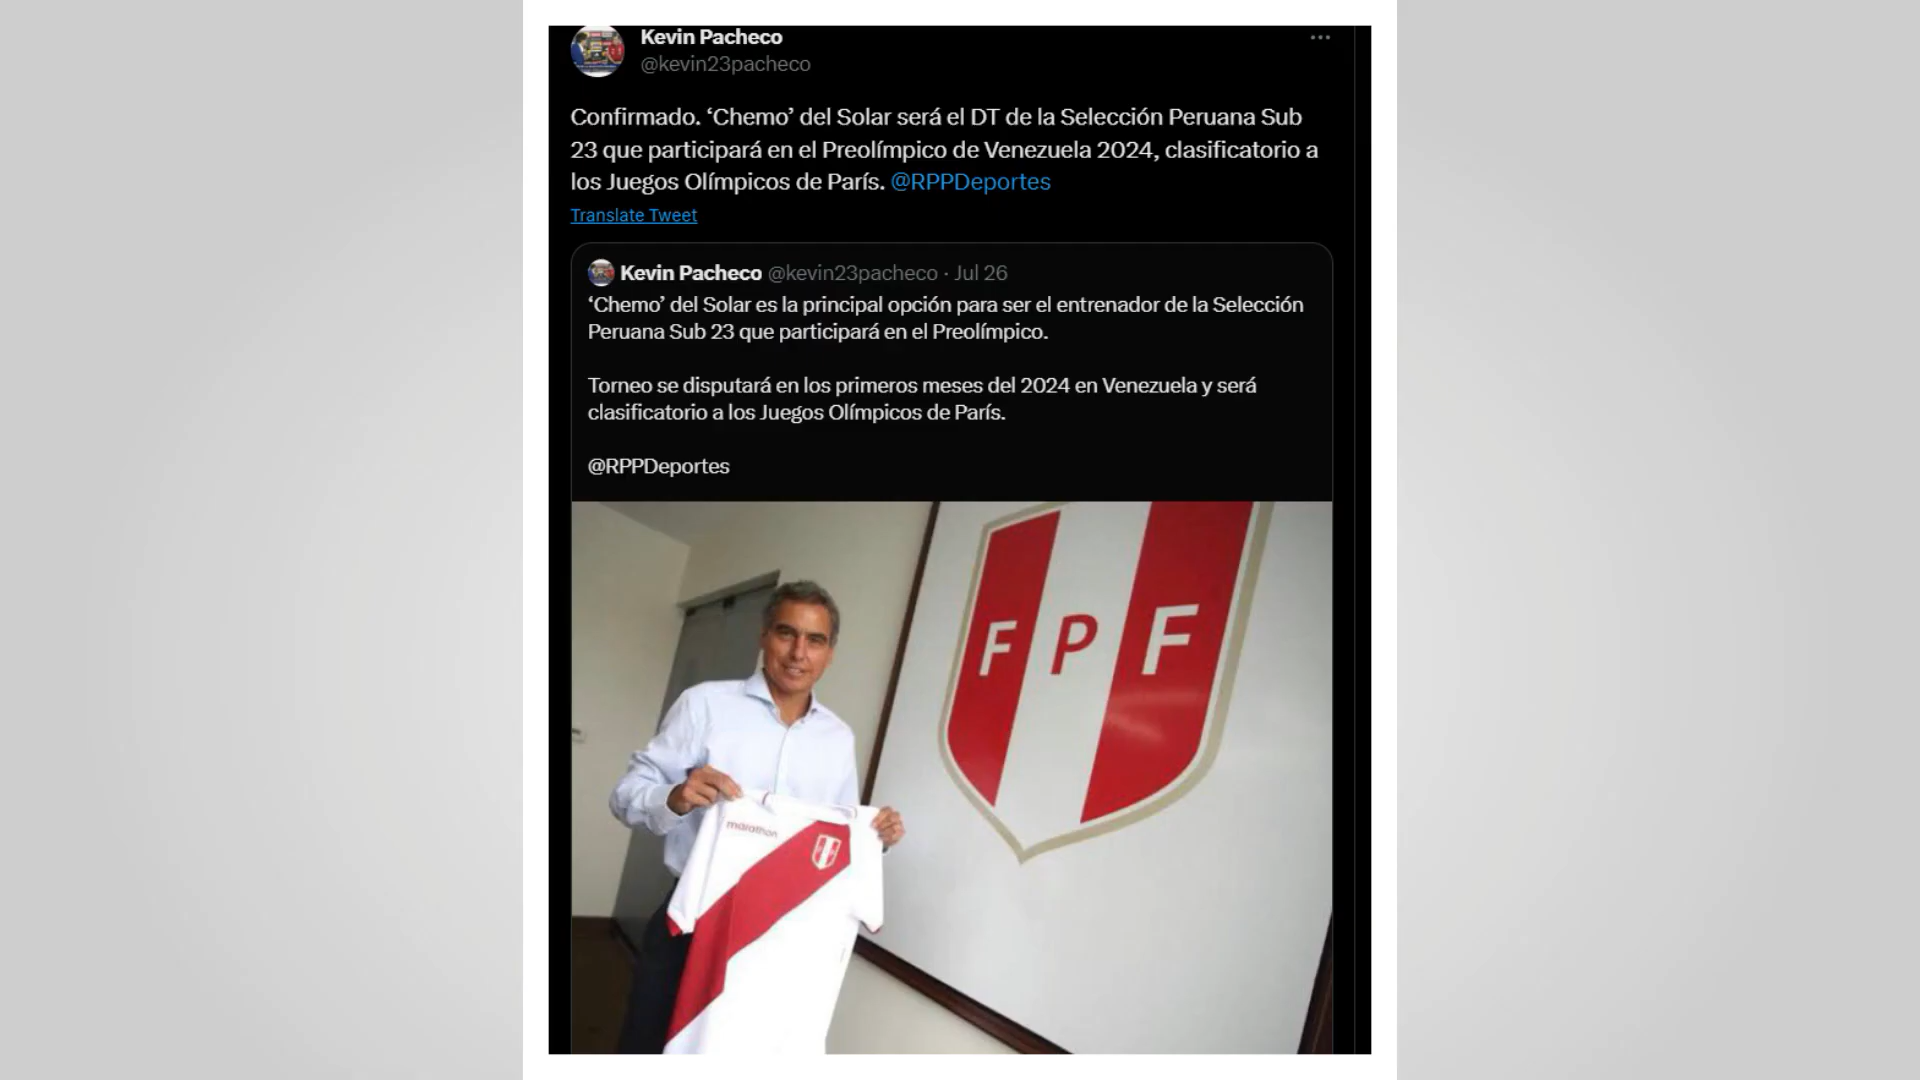 Kevin Pacheco
@kevin23pacheco
Confirmado. ‘Chemo’ del Solar será el DT de la Selección Peruana Sub
23 que participará en el Preolímpico de Venezuela 2024, clasificatorio a
los Juegos Olímpicos de París. @RPPDeportes
Translate Tweet
Kevin Pacheco @kevin23pacheco · Jul 26
‘Chemo’ del Solar es la principal opción para ser el entrenador de la Selección
Peruana Sub 23 que participará en el Preolímpico.
Torneo se disputará en los primeros meses del 2024 en Venezuela y será
clasificatorio a los Juegos Olímpicos de París.
@RPPDeportes
FPF
marathon